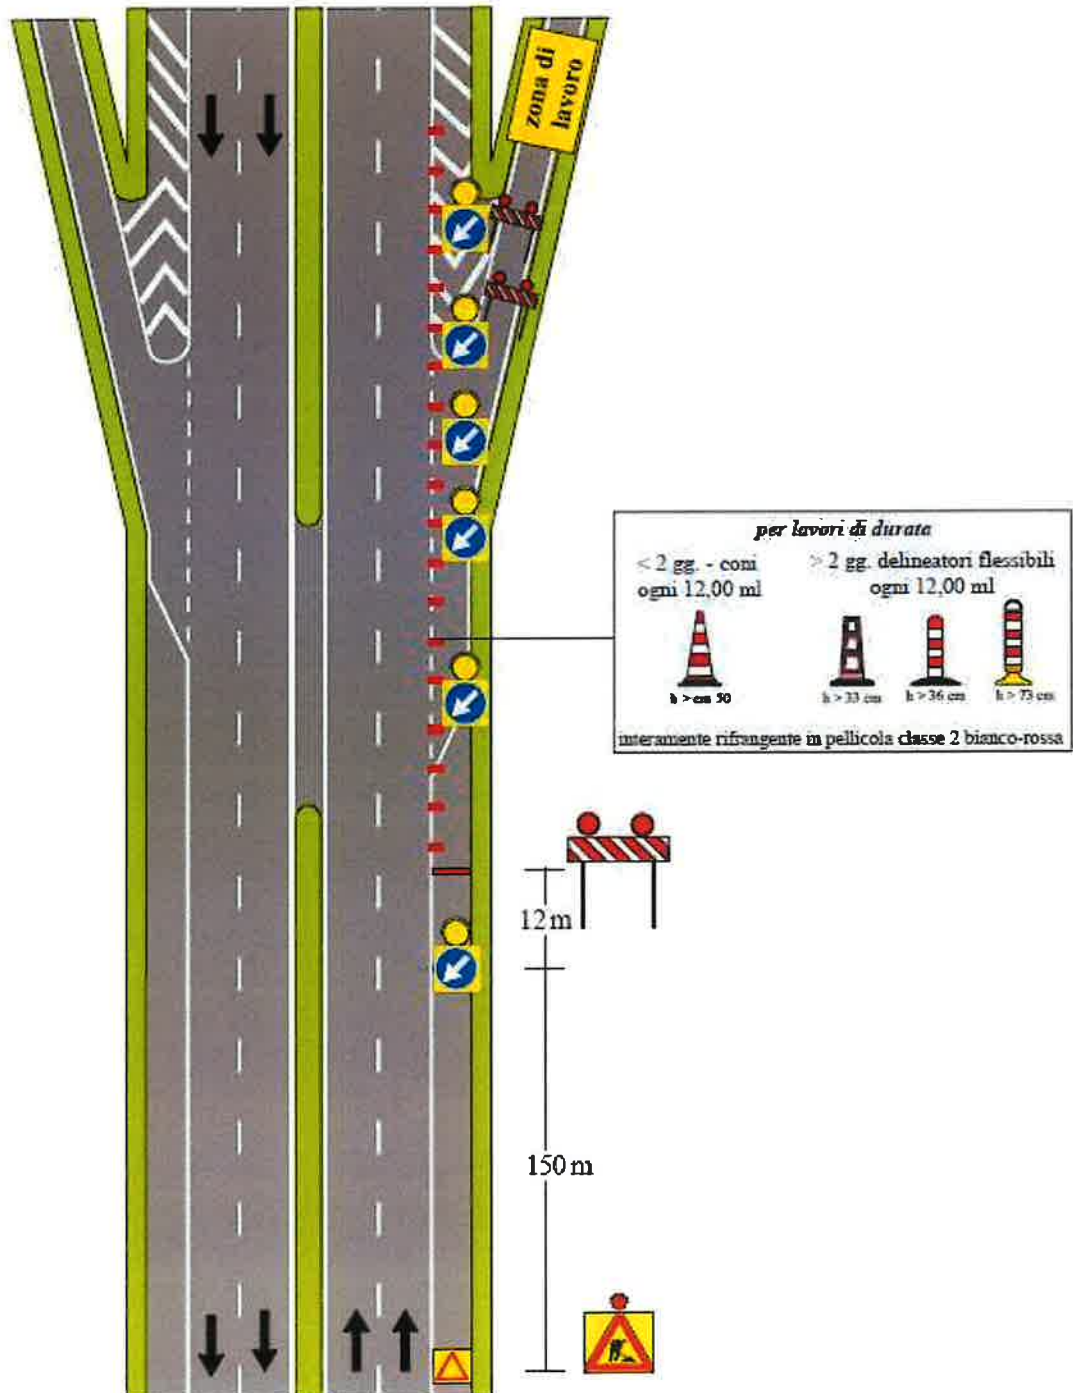 zona di
lavoro
per lavori di durata
< 2 gg. - coni
ogni 12,00 ml
> 2 gg. delineatori flessibili
ogni 12,00 ml
h > cm 50
h > 33 cm
h > 36 cm
h > 73 cm
interamente rifrangente in pellicola classe 2 bianco-rossa
12 m
150 m